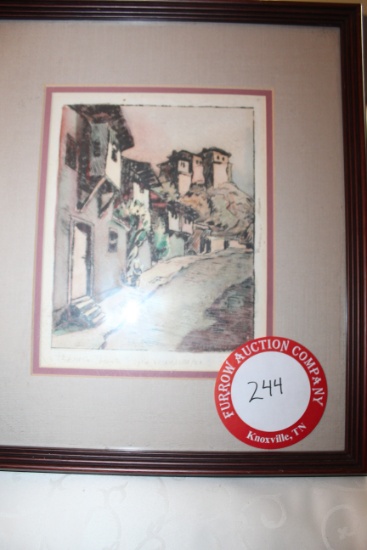 FURROW AUCTION COMPANY
244
Knoxville, TN